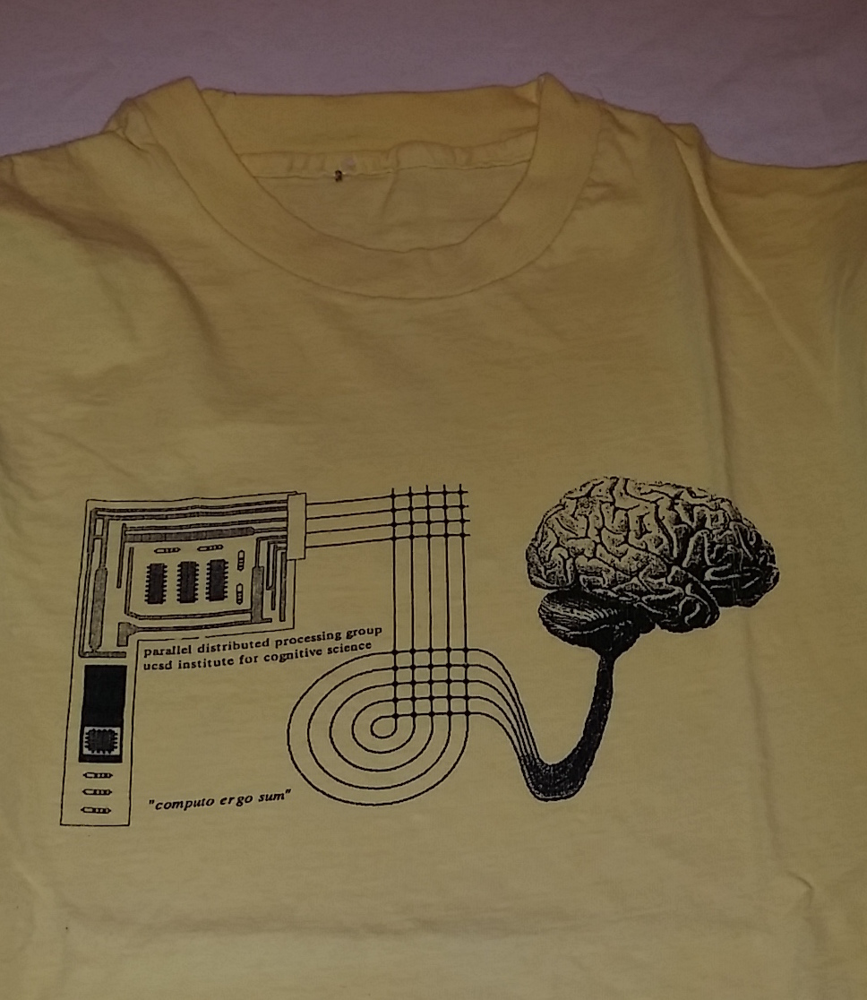 parallel distributed processing group
ucsd institute for cognitive science
"computo ergo sum"